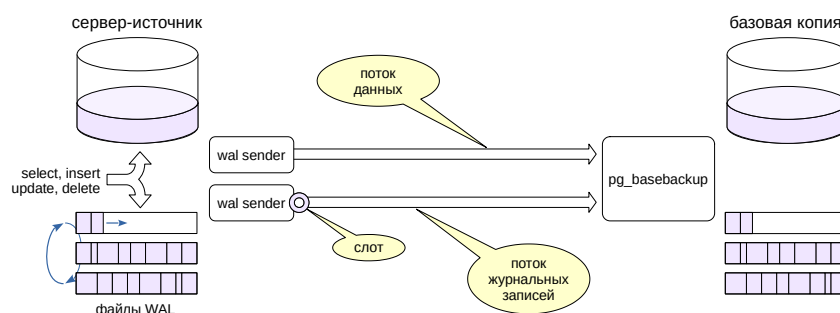 сервер-источник
базовая копия
поток
данных
wal sender
select, insert
update, delete
pg_basebackup
wal sender
слот
поток
журнальных
записей
файлы WAL